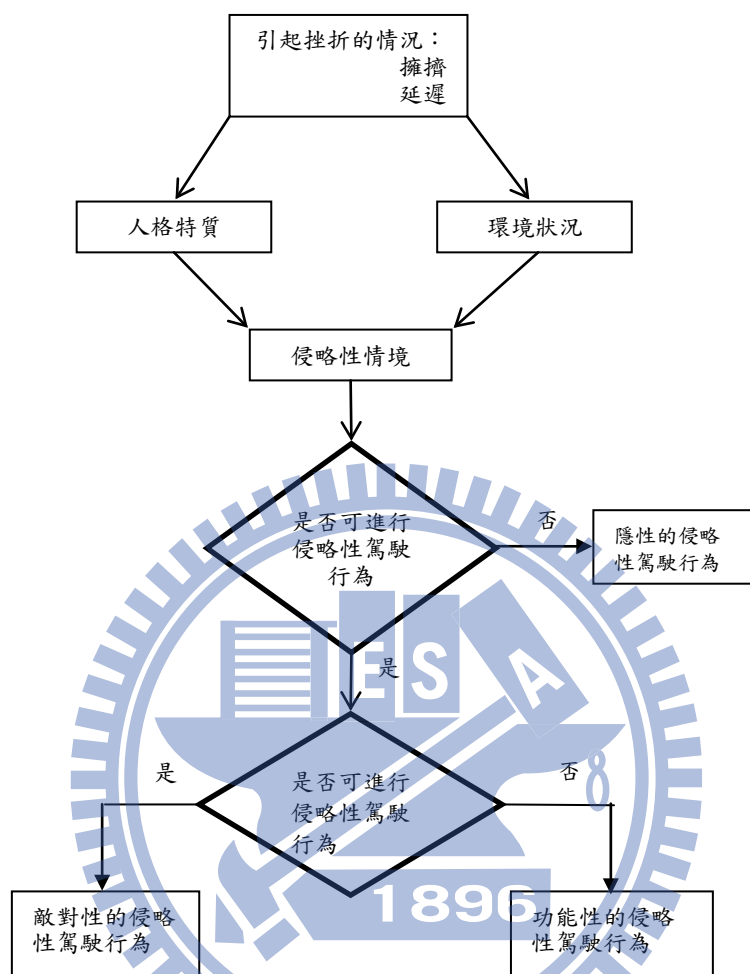 引起挫折的情況：
擁擠
延遲
人格特質
環境狀況
侵略性情境
是否可進行
侵略性駕駛
行為
否
隱性的侵略
性駕駛行為
ESA
是
是
是否可進行
侵略性駕駛
行為
否
1896
敵對性的侵略
性駕駛行為
功能性的侵略
性駕駛行為